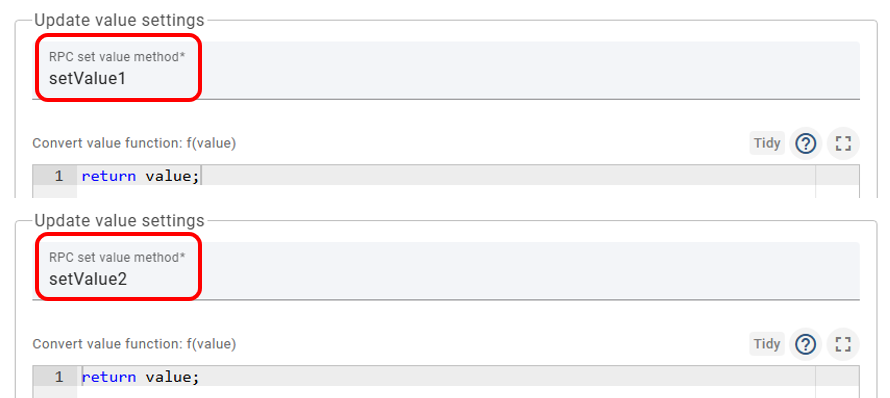 Update value settings
RPC set value method*
setValue1
Convert value function: f(value)
Tidy
1 return value;
Update value settings
RPC set value method*
setValue2
Convert value function: f(value)
Tidy
1 return value;